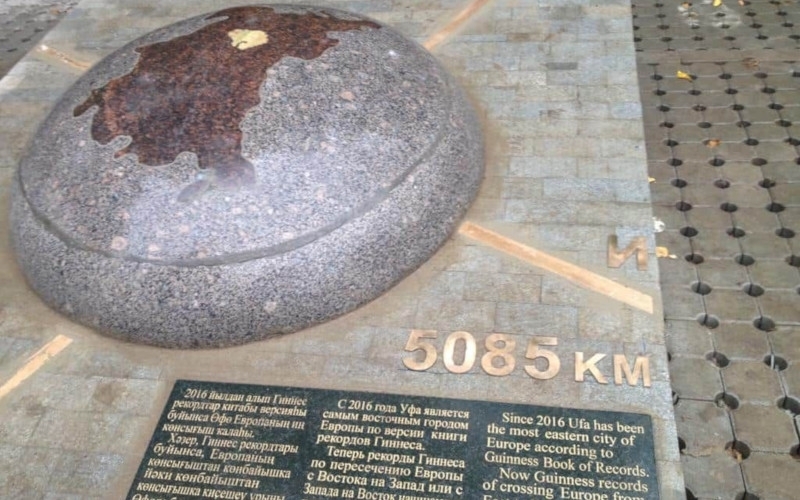 И
5085 КМ
2016 йылдан алып Гиннес
рекордтар китабы версияһы
буйынса Өфө Европаның иң
көнсығыш калаһы.
Хәҙер, Гиннес рекордтары
буйынса, Европаның
көнсығыштан көнбайышка
йәки көнбайыштан
көнсығышка кисешеү урыны
С 2016 года Уфа является
самым восточным городом
Европы по версии книги
рекордов Гиннеса.
Теперь рекорды Гиннеса
по пересечению Европы
с Востока на Запад или с
Запада на Восток
Since 2016 Ufa has been
the most eastern city of
Europe according to
Guinness Book of Records.
Now Guinness records
of crossing Europe from